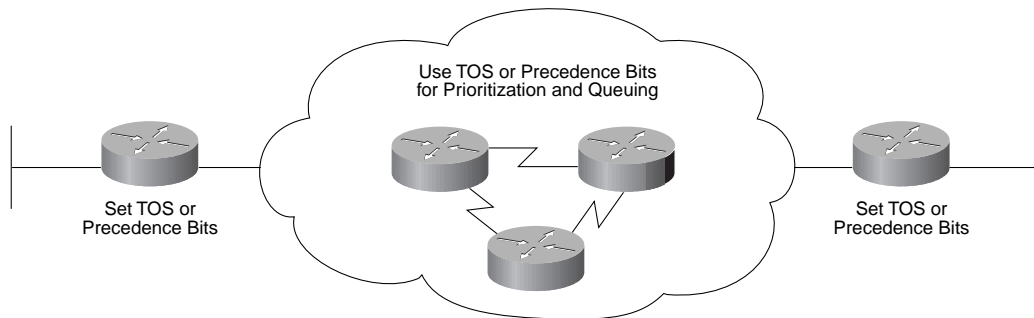 Use TOS or Precedence Bits
for Prioritization and Queuing
Set TOS or
Precedence Bits
Set TOS or
Precedence Bits